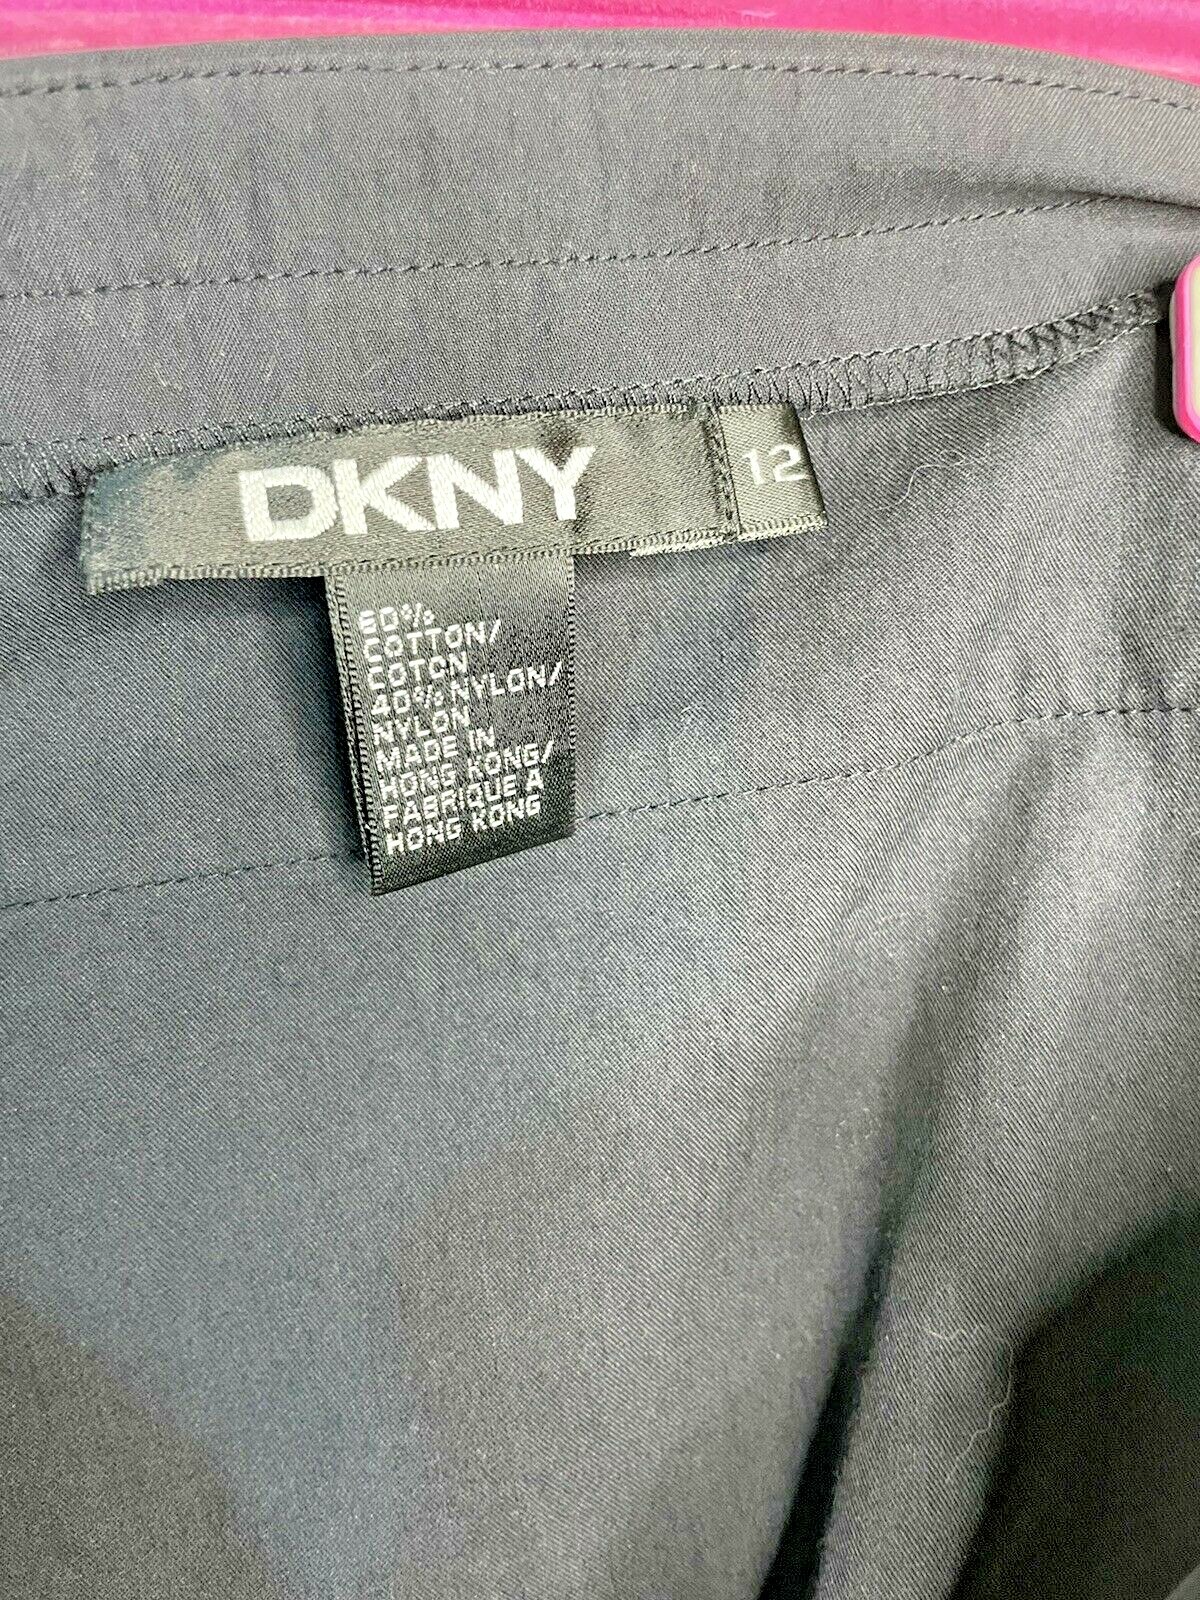 DKNY
12
60%
COTTON/
COTON
40% NYLON/
NYLON
MADE IN
HONG KONG/
FABRIQUE A
HONG KONG